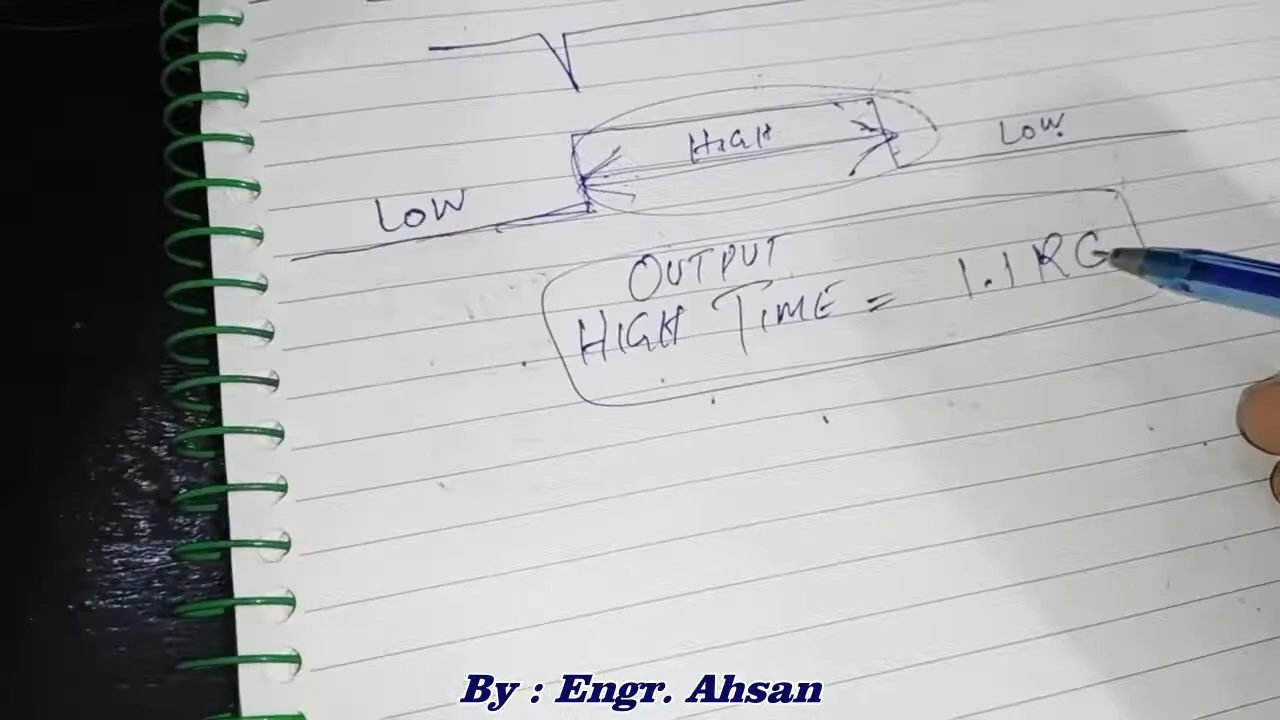 HIGH
LOW
LOW
OUTPUT
HIGH TIME = 1.1 RC
By : Engr. Ahsan